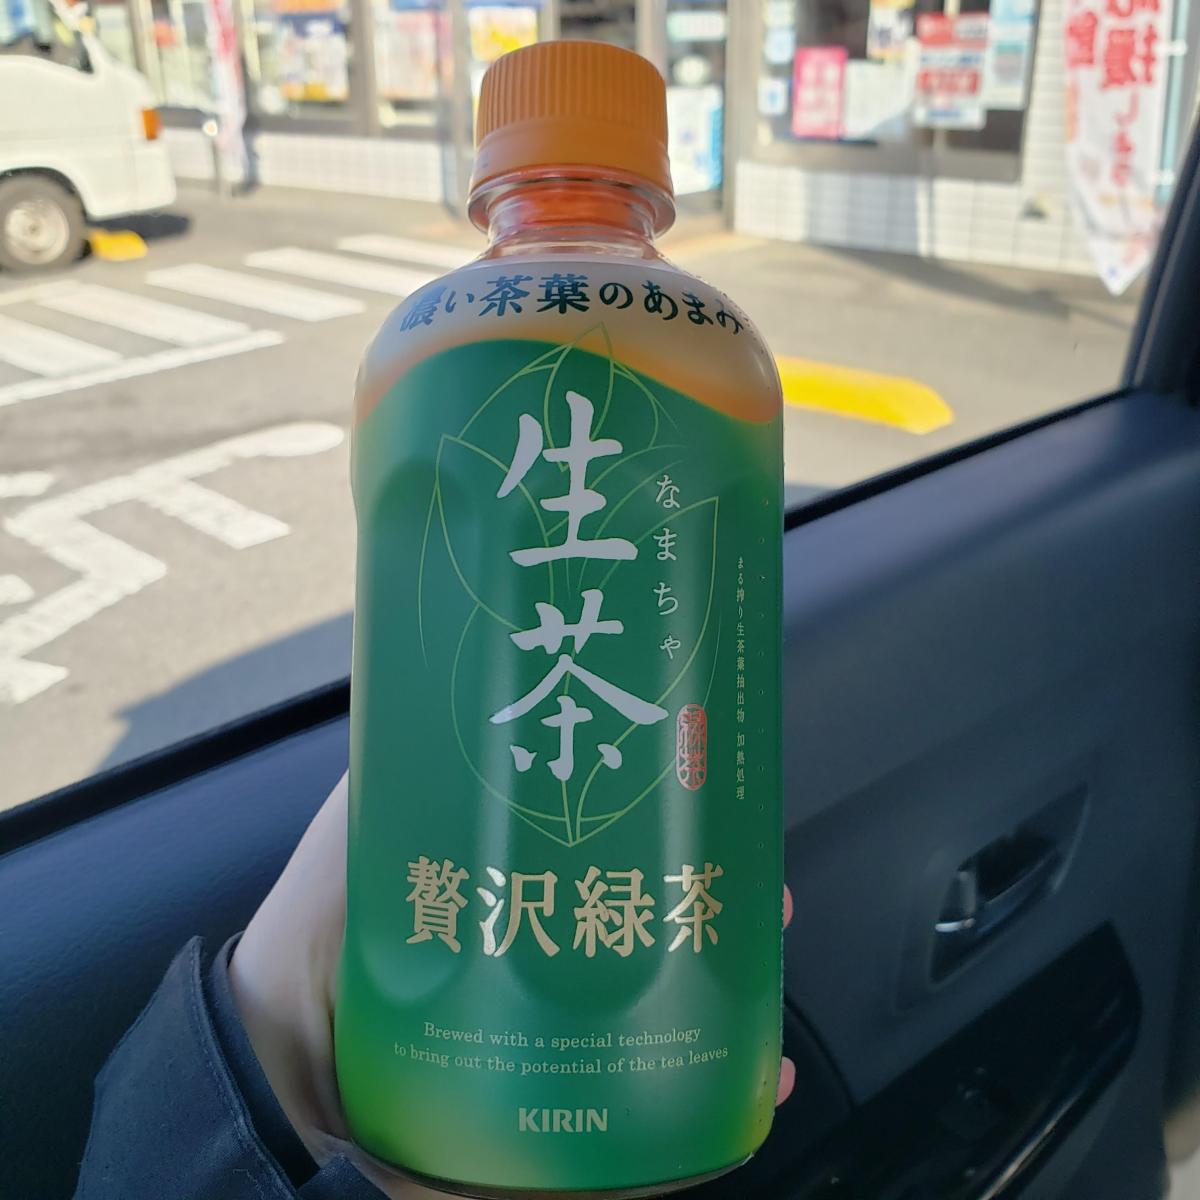 濃い茶葉のあまみ
生茶
なまちゃ
まる搾り生茶葉抽出物 加熱処理
緑茶
贅沢緑茶
Brewed with a special technology
to bring out the potential of the tea leaves
KIRIN